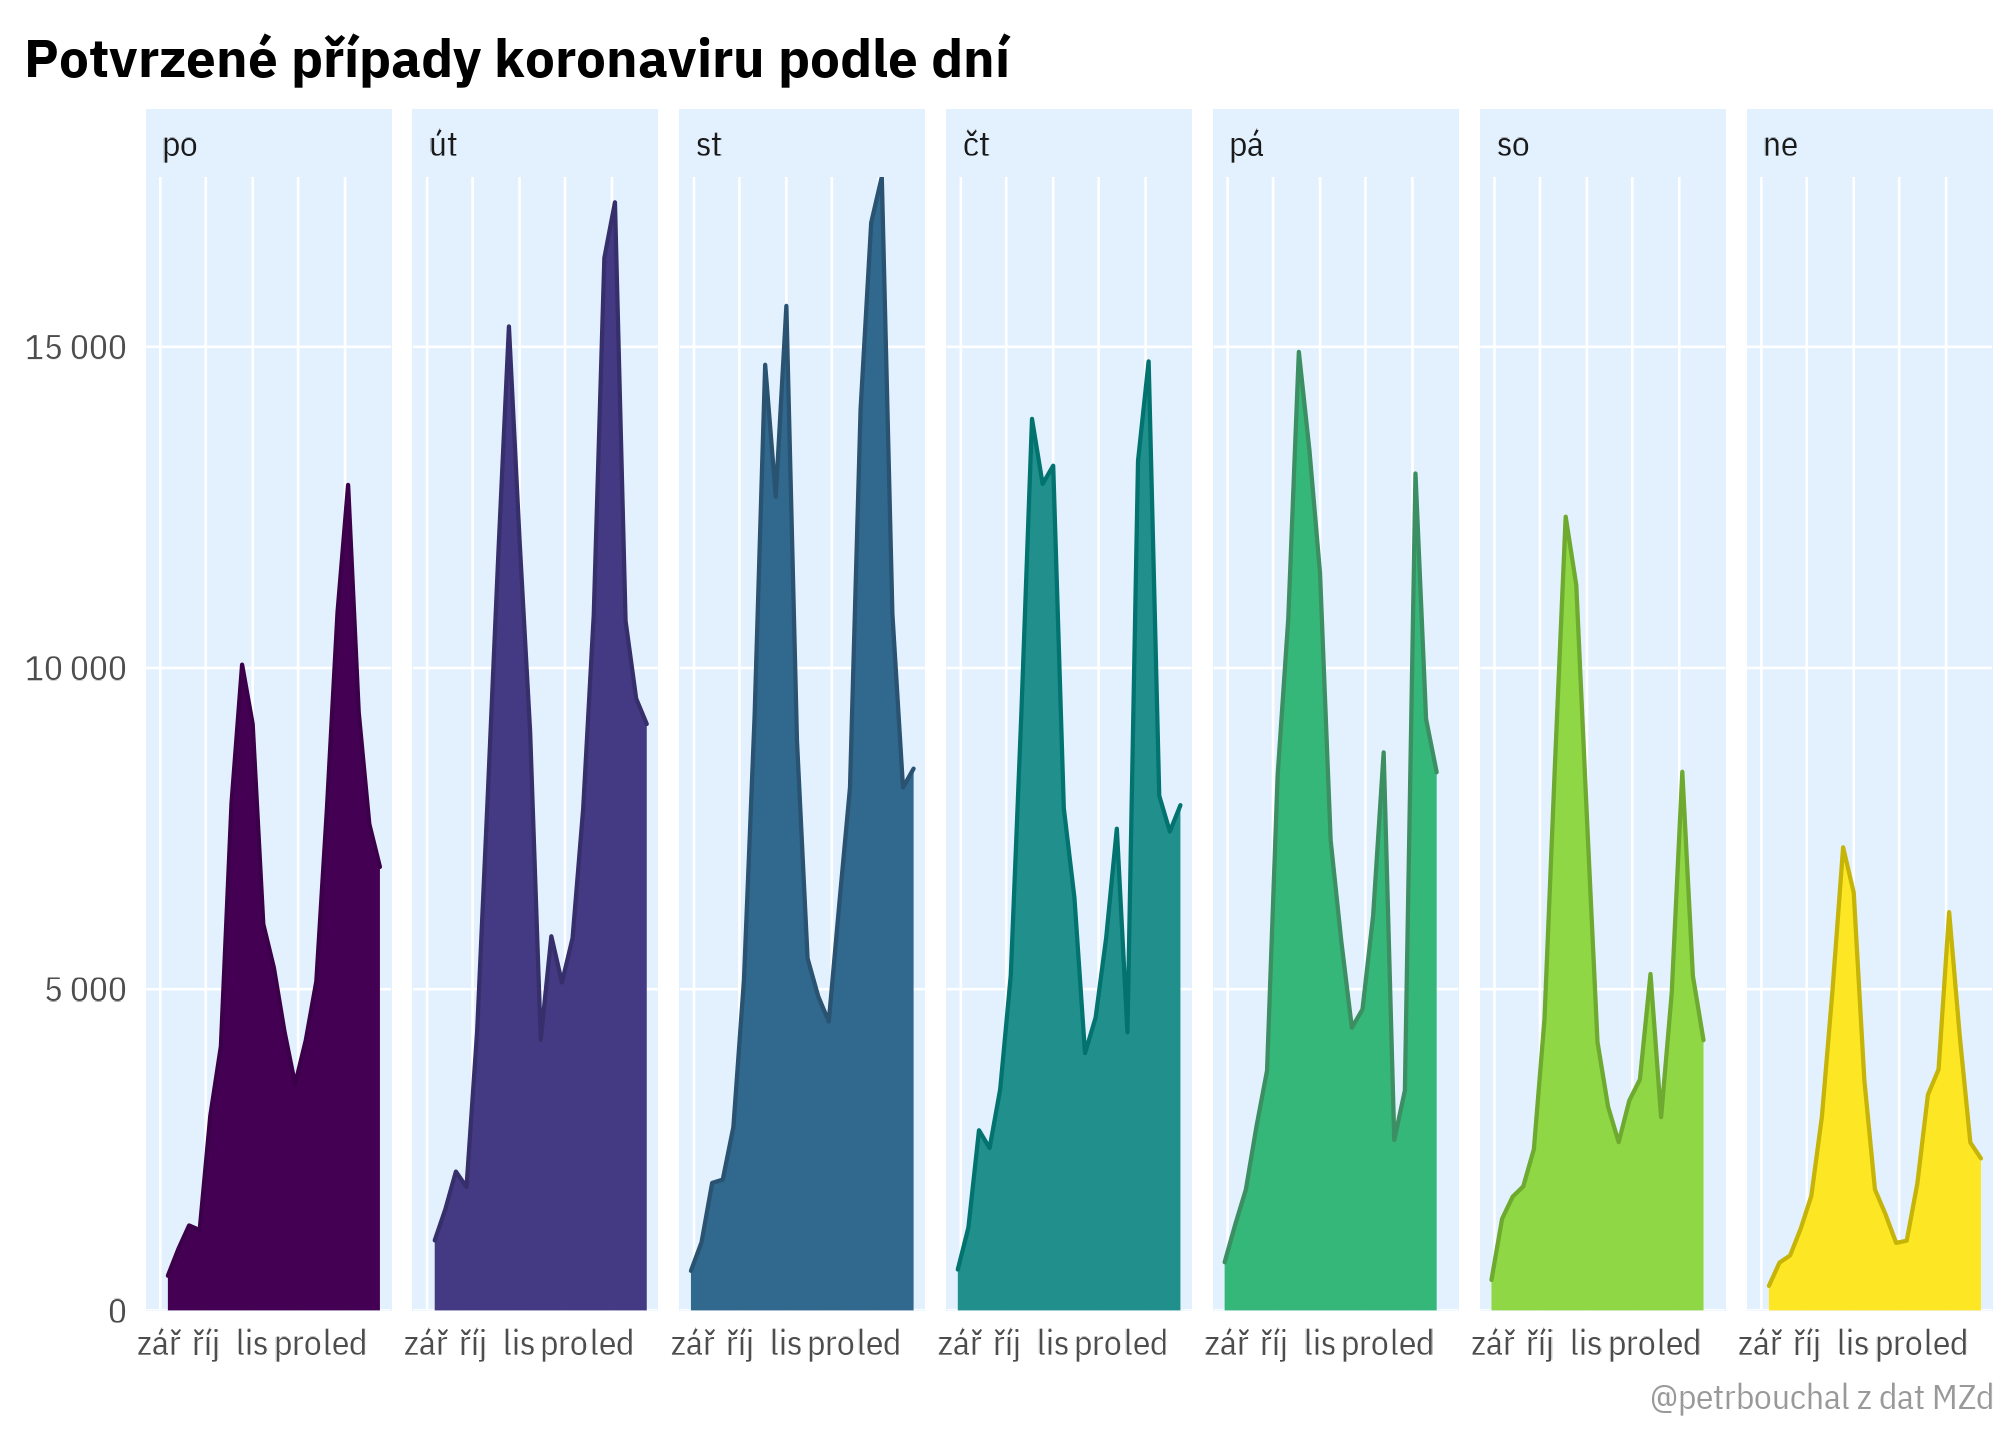 Potvrzené případy koronaviru podle dní
po út st čt pá so ne
15 000
10 000
5 000
0
zář říj lis pro led zář říj lis pro led zář říj lis pro led zář říj lis pro led zář říj lis pro led zář říj lis pro led zář říj lis pro led
@petrbouchal z dat MZd